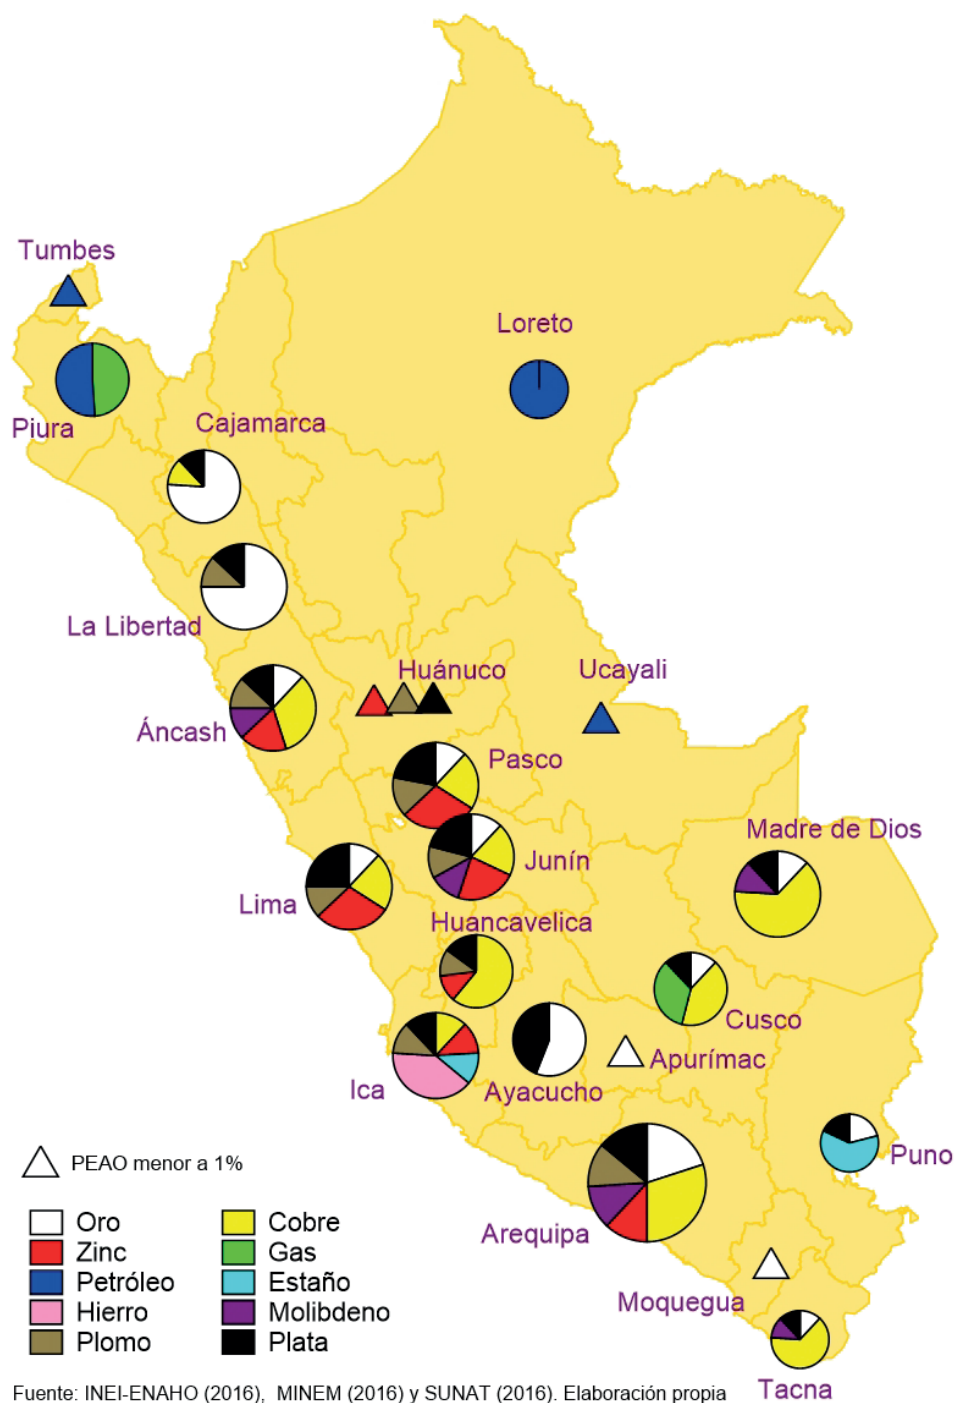 Tumbes
Loreto
Piura
Cajamarca
La Libertad
Huánuco
Ucayali
Áncash
Pasco
Madre de Dios
Junín
Lima
Huancavelica
Cusco
Ica
Ayacucho
Apurímac
Puno
Arequipa
Moquegua
Tacna
PEAO menor a 1%
Oro
Cobre
Zinc
Gas
Petróleo
Estaño
Hierro
Molibdeno
Plomo
Plata
Fuente: INEI-ENAHO (2016), MINEM (2016) y SUNAT (2016). Elaboración propia